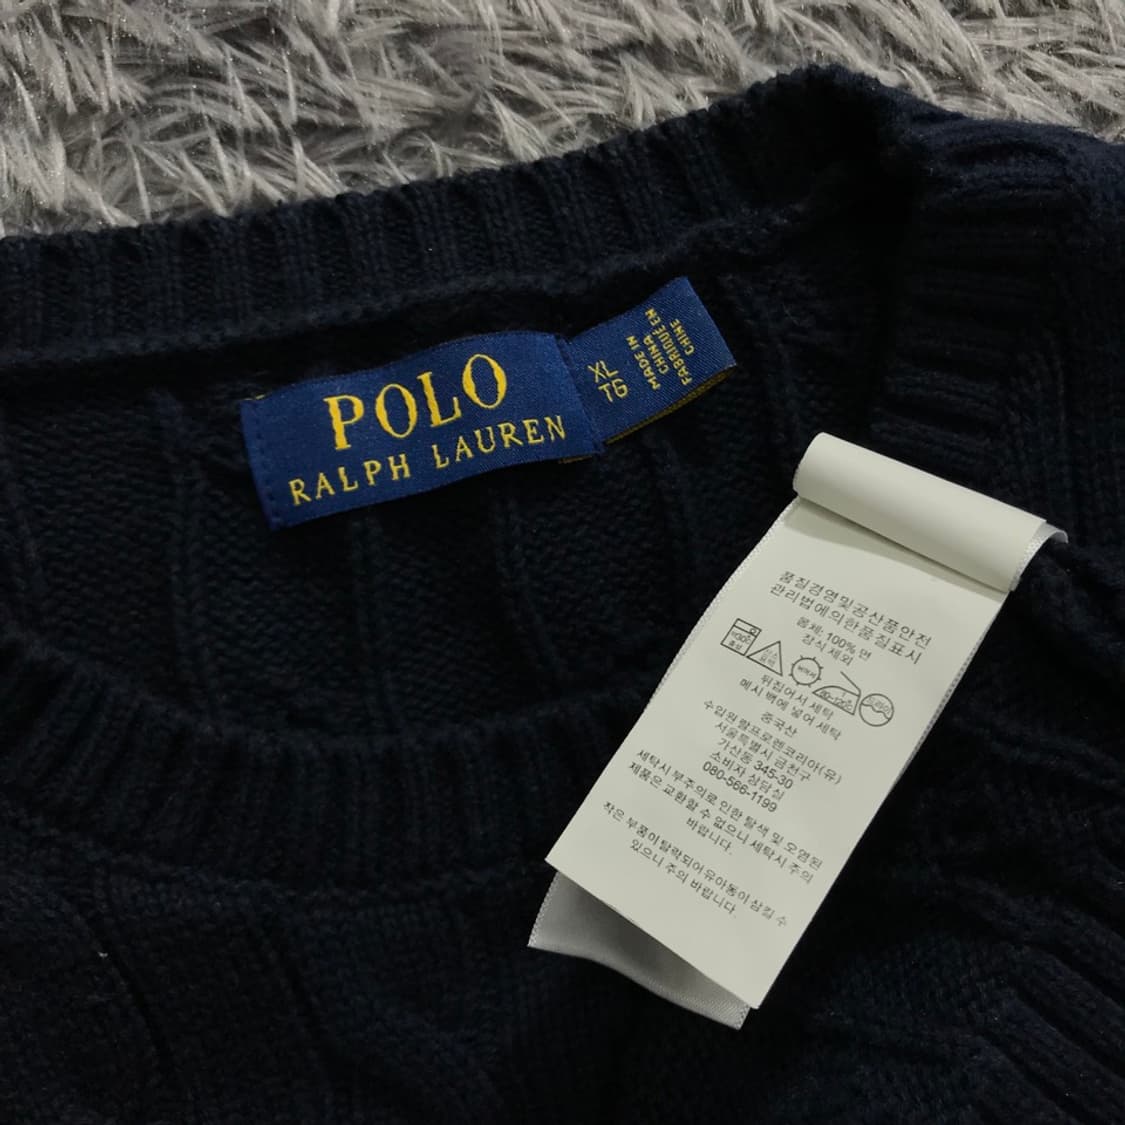 POLO
RALPH LAUREN
XL
TG
MADE IN
CHINA
FABRIQUÉ EN
CHINE
품질경영및공산품안전
관리법에의한품질표시
몸체: 100% 면
장식 제외
뒤집어서 세탁
메시 백에 넣어 세탁
중국산
수입원 랄프로렌코리아(유)
서울특별시 금천구
가산동 345-30
소비자 상담실
080-566-1199
세탁시 부주의로 인한 탈색 및 오염된
제품은 교환할 수 없으니 세탁시 주의
바랍니다.
작은 부품이 탈락되어 유아동이 삼킬 수
있으니 주의 바랍니다.